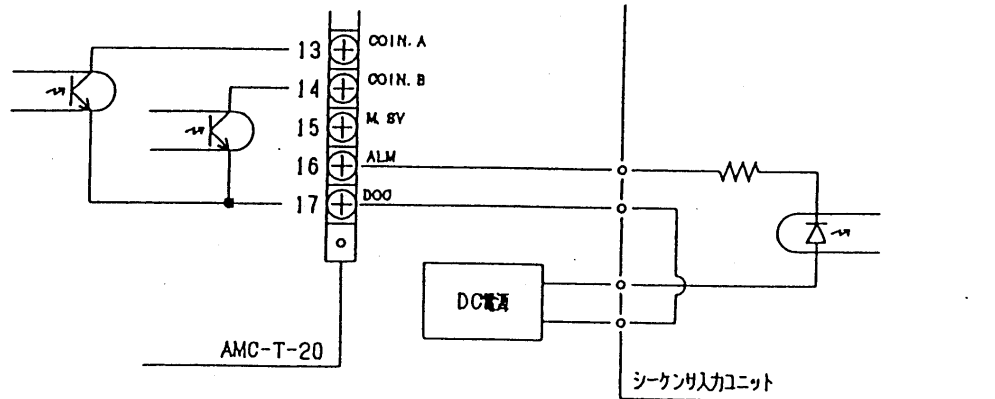 13 COIN. A
14 COIN. B
15 M. SV
16 ALM
17 DOG
DC電源
AMC-T-20
シーケンサ入力ユニット